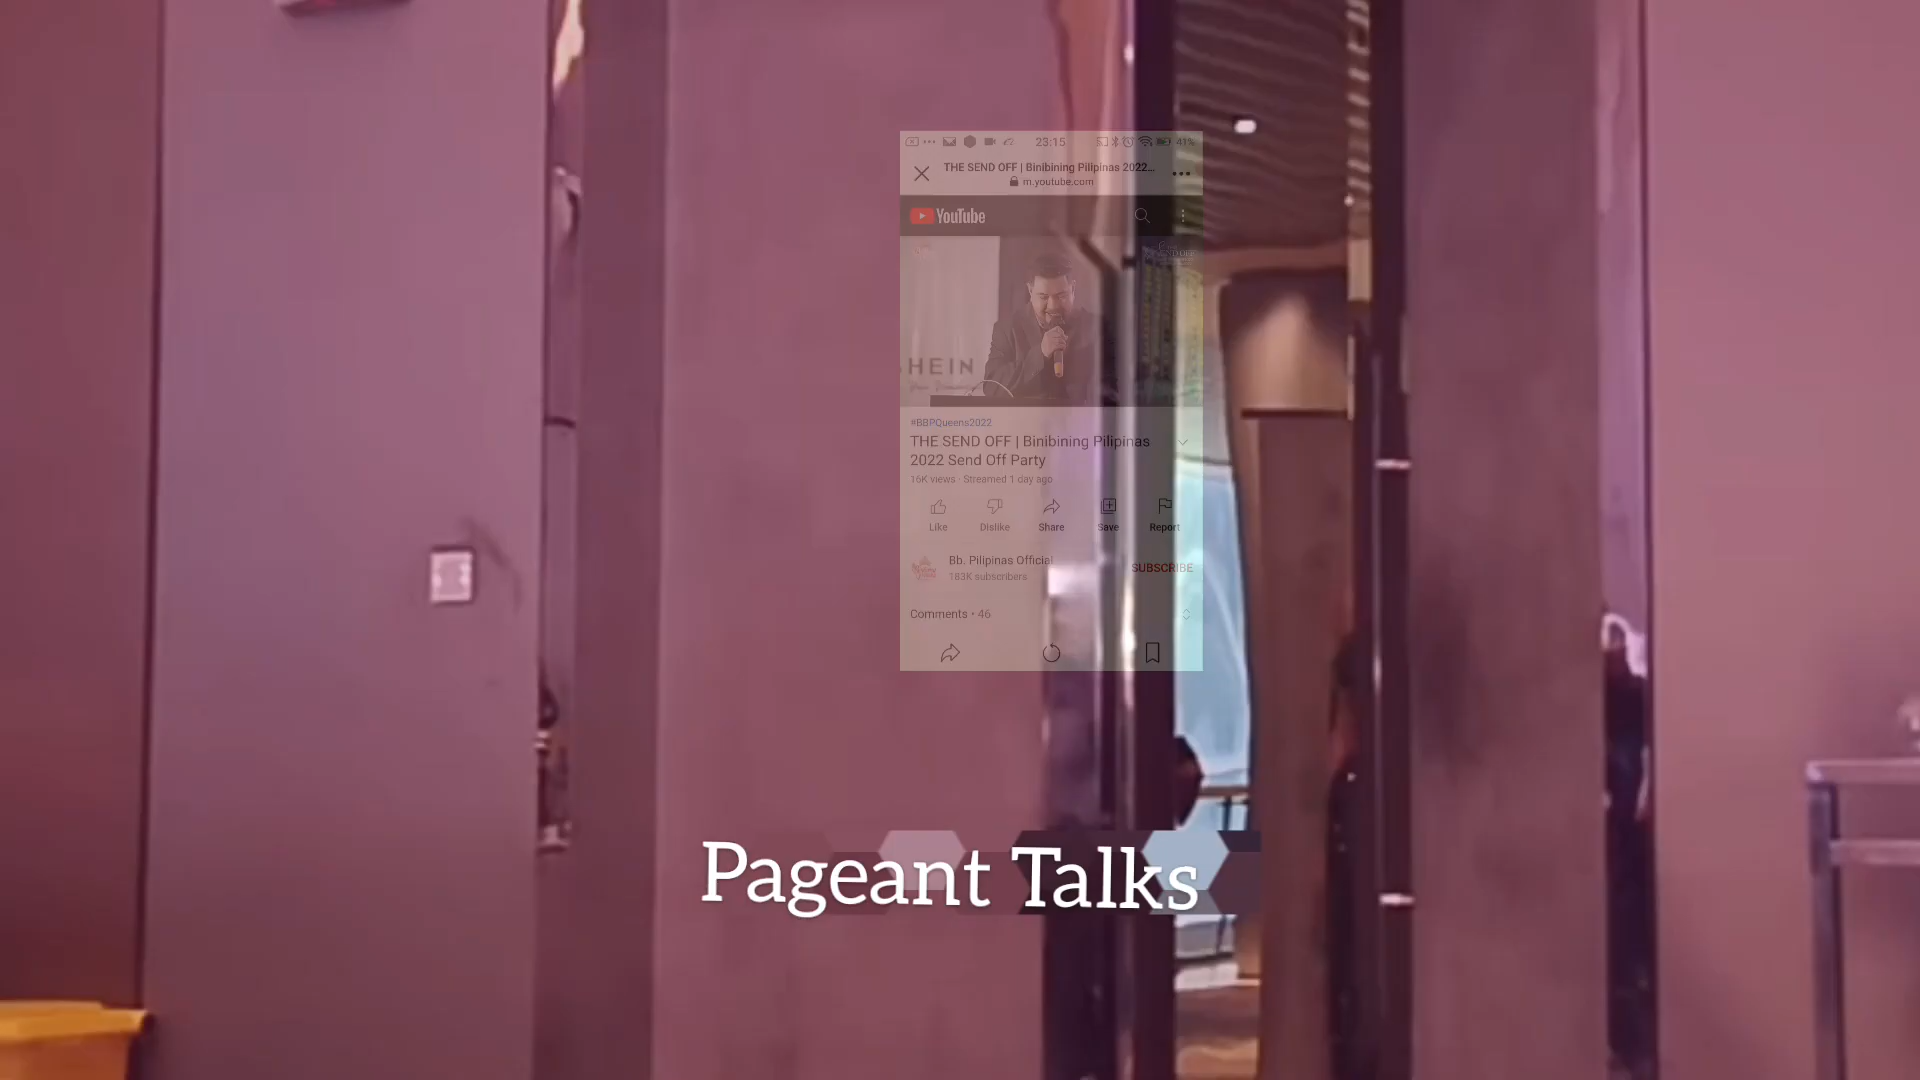 23:15
41%
THE SEND OFF | Binibining Pilipinas 2022...
m.youtube.com
YouTube
HEIN
#BBPQueens2022
THE SEND OFF | Binibining Pilipinas
2022 Send Off Party
16K views · Streamed 1 day ago
Like Dislike Share Save Report
Bb. Pilipinas Official
183K subscribers
SUBSCRIBE
Comments • 46
Pageant Talks